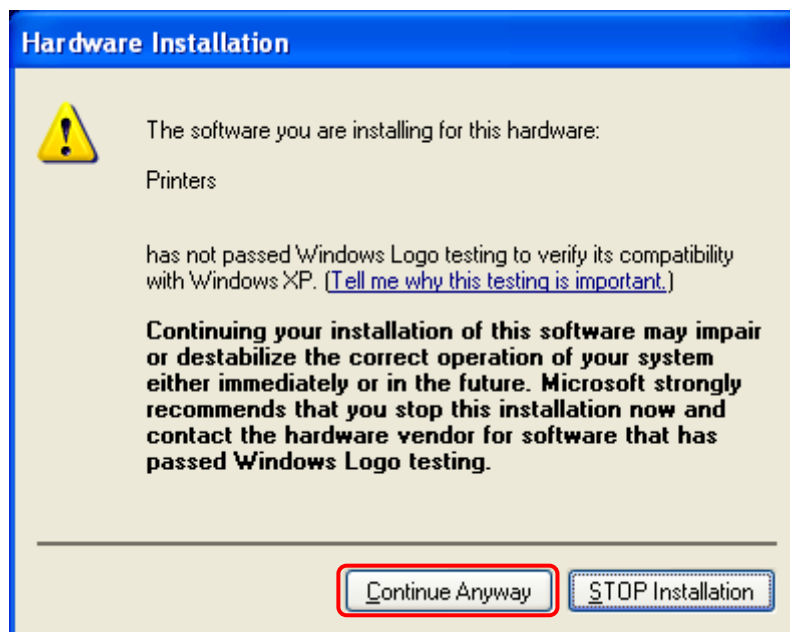 Hardware Installation
The software you are installing for this hardware:
Printers
has not passed Windows Logo testing to verify its compatibility
with Windows XP. (Tell me why this testing is important.)
Continuing your installation of this software may impair
or destabilize the correct operation of your system
either immediately or in the future. Microsoft strongly
recommends that you stop this installation now and
contact the hardware vendor for software that has
passed Windows Logo testing.
Continue Anyway
STOP Installation